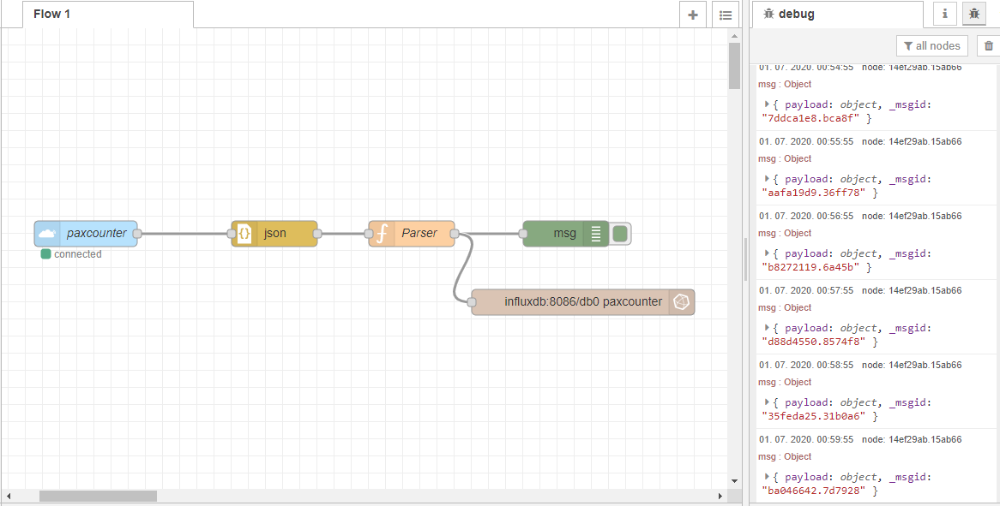 Flow 1
paxcounter
connected
json
Parser
msg
influxdb:8086/db0 paxcounter
debug
all nodes
01. 07. 2020. 00:54:55 node: 14ef29ab.15ab66
msg : Object
{ payload: object, _msgid:
"7ddca1e8.bca8f" }
01. 07. 2020. 00:55:55 node: 14ef29ab.15ab66
msg : Object
{ payload: object, _msgid:
"aafa19d9.36ff78" }
01. 07. 2020. 00:56:55 node: 14ef29ab.15ab66
msg : Object
{ payload: object, _msgid:
"b8272119.6a45b" }
01. 07. 2020. 00:57:55 node: 14ef29ab.15ab66
msg : Object
{ payload: object, _msgid:
"d88d4550.8574f8" }
01. 07. 2020. 00:58:55 node: 14ef29ab.15ab66
msg : Object
{ payload: object, _msgid:
"35feda25.31b0a6" }
01. 07. 2020. 00:59:55 node: 14ef29ab.15ab66
msg : Object
{ payload: object, _msgid:
"ba046642.7d7928" }